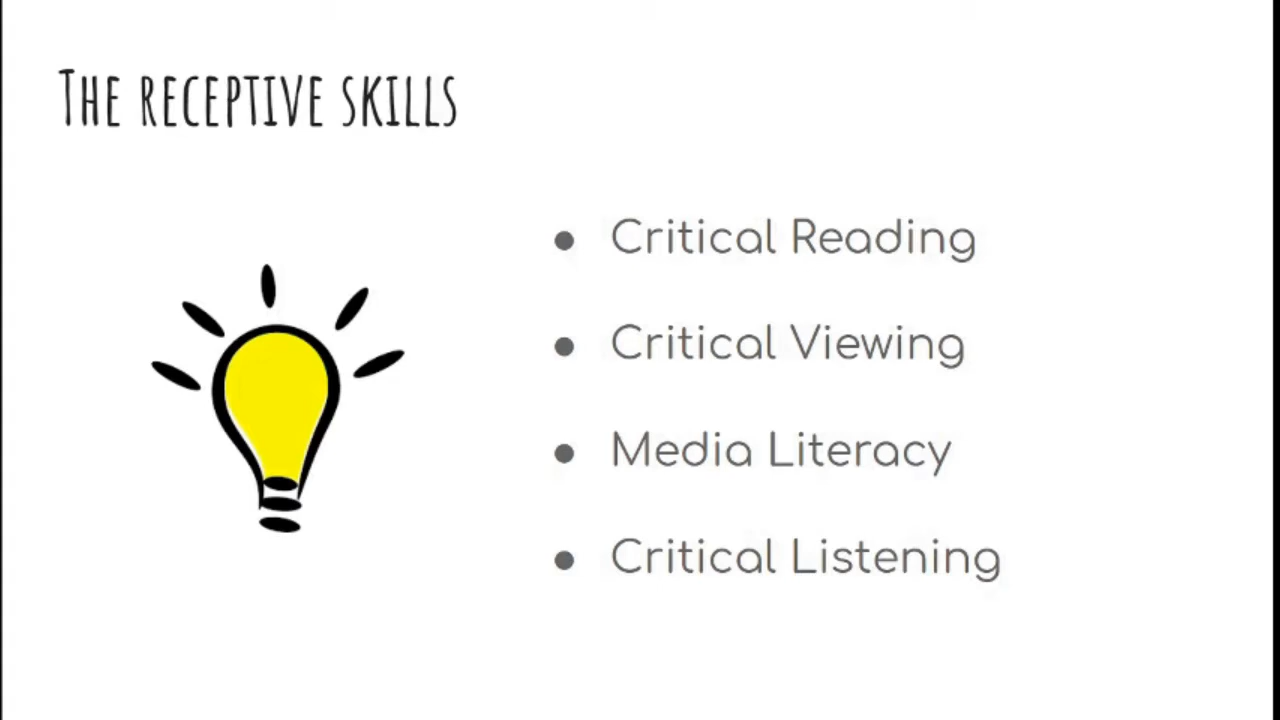 The receptive skills
● Critical Reading
● Critical Viewing
● Media Literacy
● Critical Listening